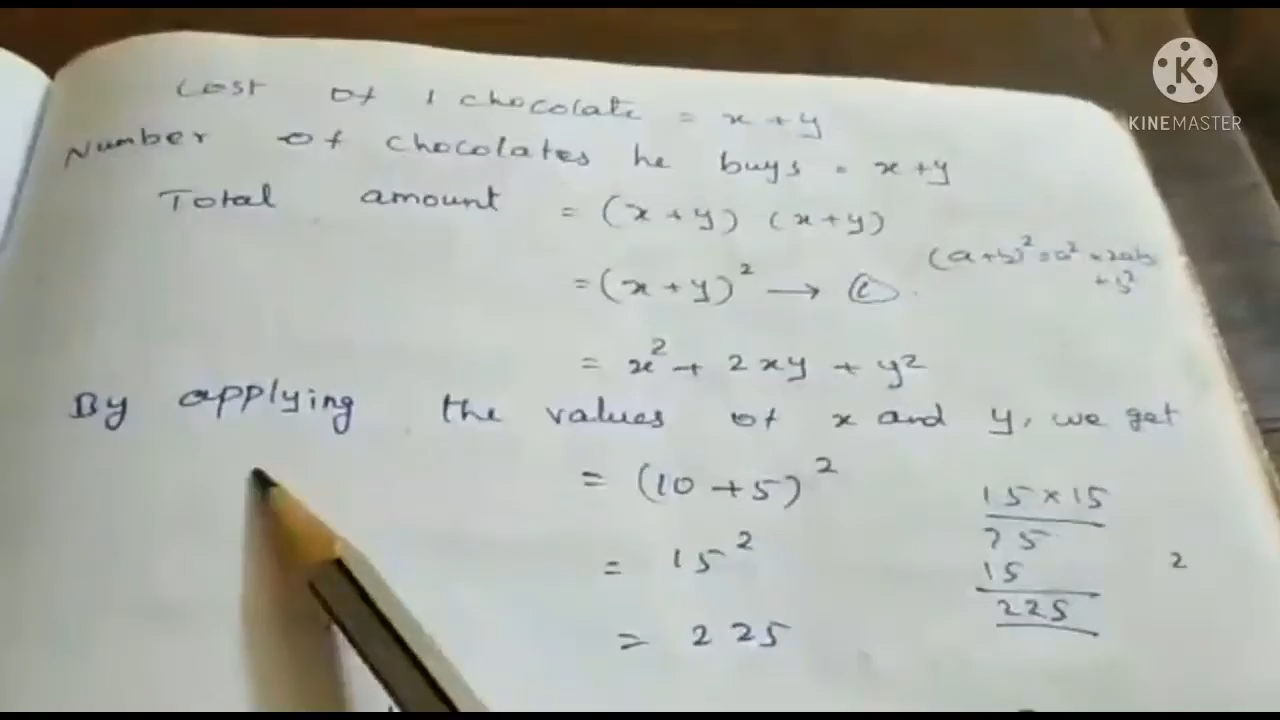 Cost of 1 chocolate = x+y
Number of chocolates he buys = x+y
Total amount = (x+y) (x+y)
= (x+y)² → C
(a+b)² = a² + 2ab
+ b²
= x² + 2xy + y²
By applying the values of x and y, we get
= (10+5)²
= 15²
= 225
15 x 15
75
15
225
2
K
KINEMASTER